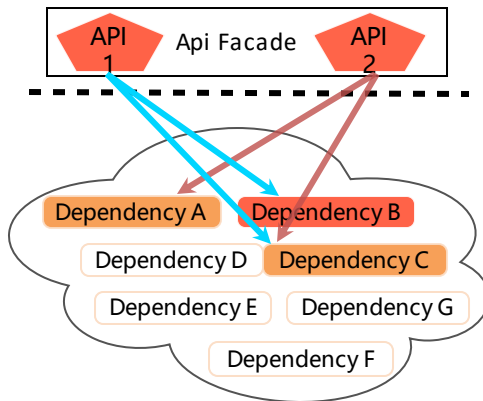 API
1
Api Facade
API
2
Dependency A
Dependency B
Dependency D
Dependency C
Dependency E
Dependency G
Dependency F